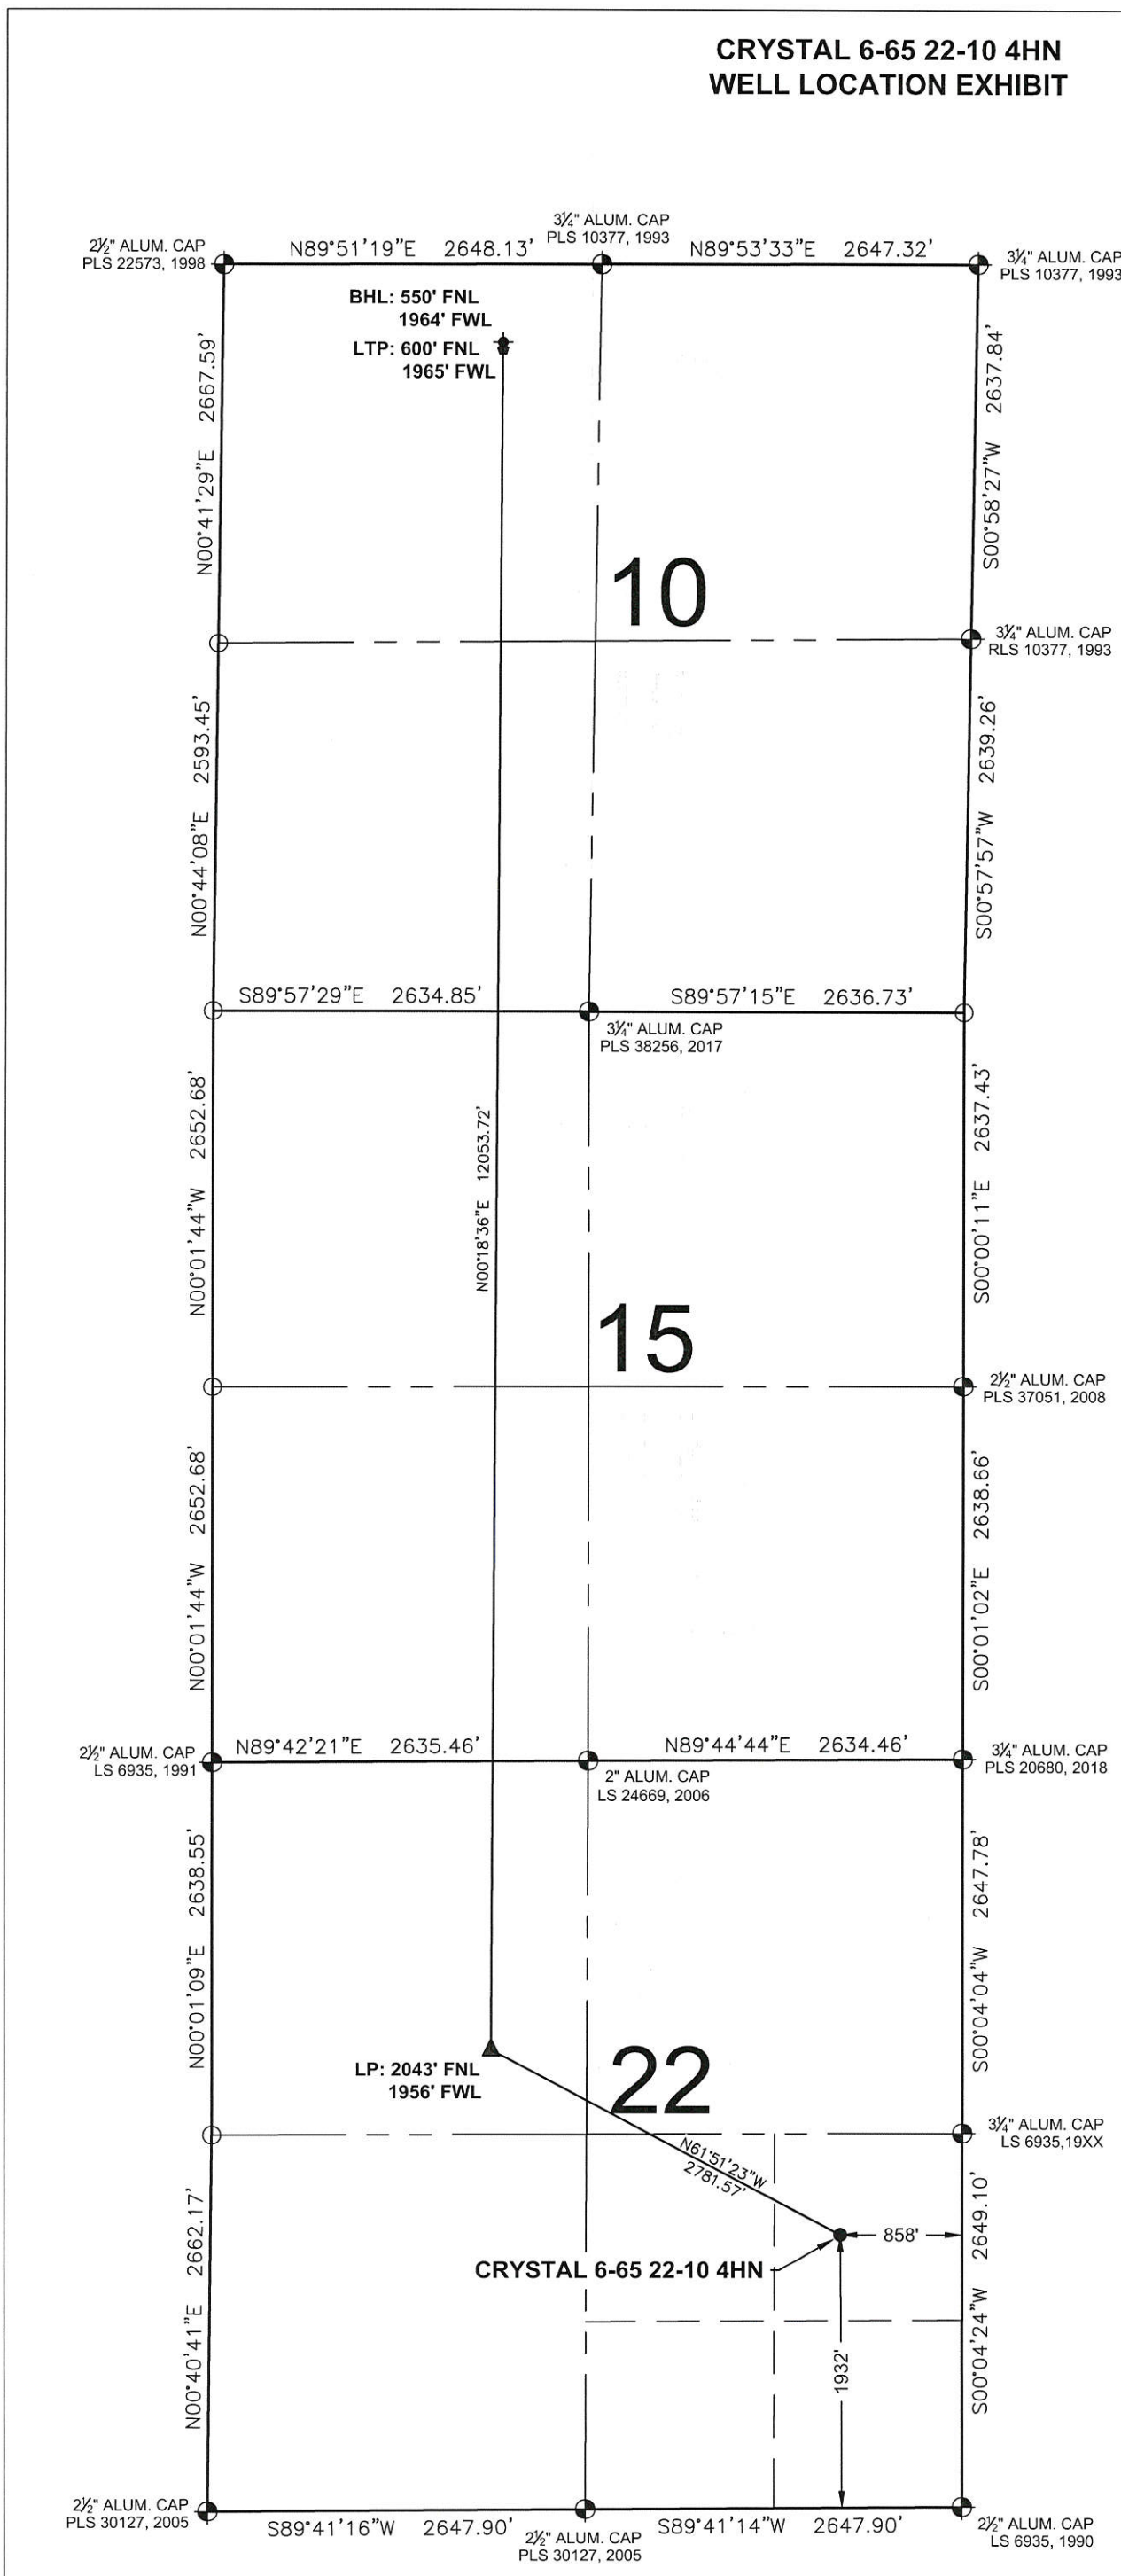 CRYSTAL 6-65 22-10 4HN
WELL LOCATION EXHIBIT
2½" ALUM. CAP
PLS 22573, 1998
N89°51'19"E 2648.13'
3¼" ALUM. CAP
PLS 10377, 1993
N89°53'33"E 2647.32'
3¼" ALUM. CAP
PLS 10377, 1993
BHL: 550' FNL
1964' FWL
LTP: 600' FNL
1965' FWL
N00°41'29"E 2667.59'
S00°58'27"W 2637.84'
10
3¼" ALUM. CAP
RLS 10377, 1993
N00°44'08"E 2593.45'
S00°57'57"W 2639.26'
S89°57'29"E 2634.85'
S89°57'15"E 2636.73'
3¼" ALUM. CAP
PLS 38256, 2017
N00°01'44"W 2652.68'
N00°18'36"E 12053.72'
S00°00'11"E 2637.43'
15
2½" ALUM. CAP
PLS 37051, 2008
N00°01'44"W 2652.68'
S00°01'02"E 2638.66'
2½" ALUM. CAP
LS 6935, 1991
N89°42'21"E 2635.46'
N89°44'44"E 2634.46'
3¼" ALUM. CAP
PLS 20680, 2018
2" ALUM. CAP
LS 24669, 2006
N00°01'09"E 2638.55'
S00°04'04"W 2647.78'
LP: 2043' FNL
1956' FWL
22
3¼" ALUM. CAP
LS 6935,19XX
N61°51'23"W
2781.57'
858'
CRYSTAL 6-65 22-10 4HN
N00°40'41"E 2662.17'
1932'
S00°04'24"W 2649.10'
2½" ALUM. CAP
PLS 30127, 2005
S89°41'16"W 2647.90'
2½" ALUM. CAP
PLS 30127, 2005
S89°41'14"W 2647.90'
2½" ALUM. CAP
LS 6935, 1990